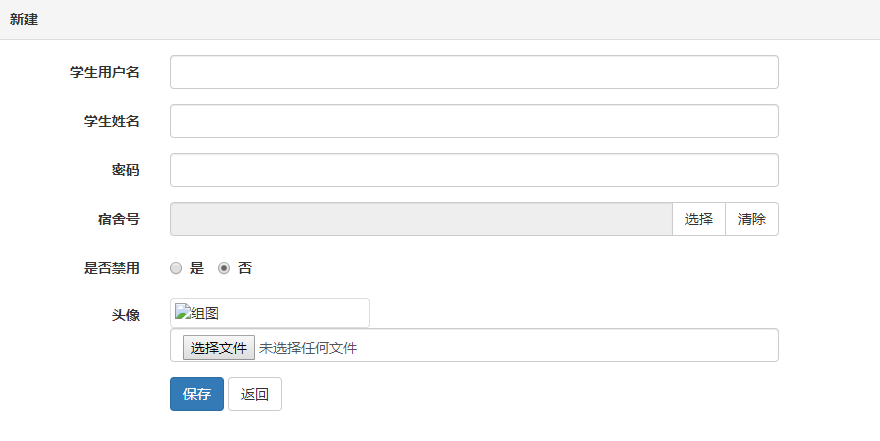 新建
学生用户名
学生姓名
密码
宿舍号 选择 清除
是否禁用 是 否
头像 组图
选择文件 未选择任何文件
保存 返回